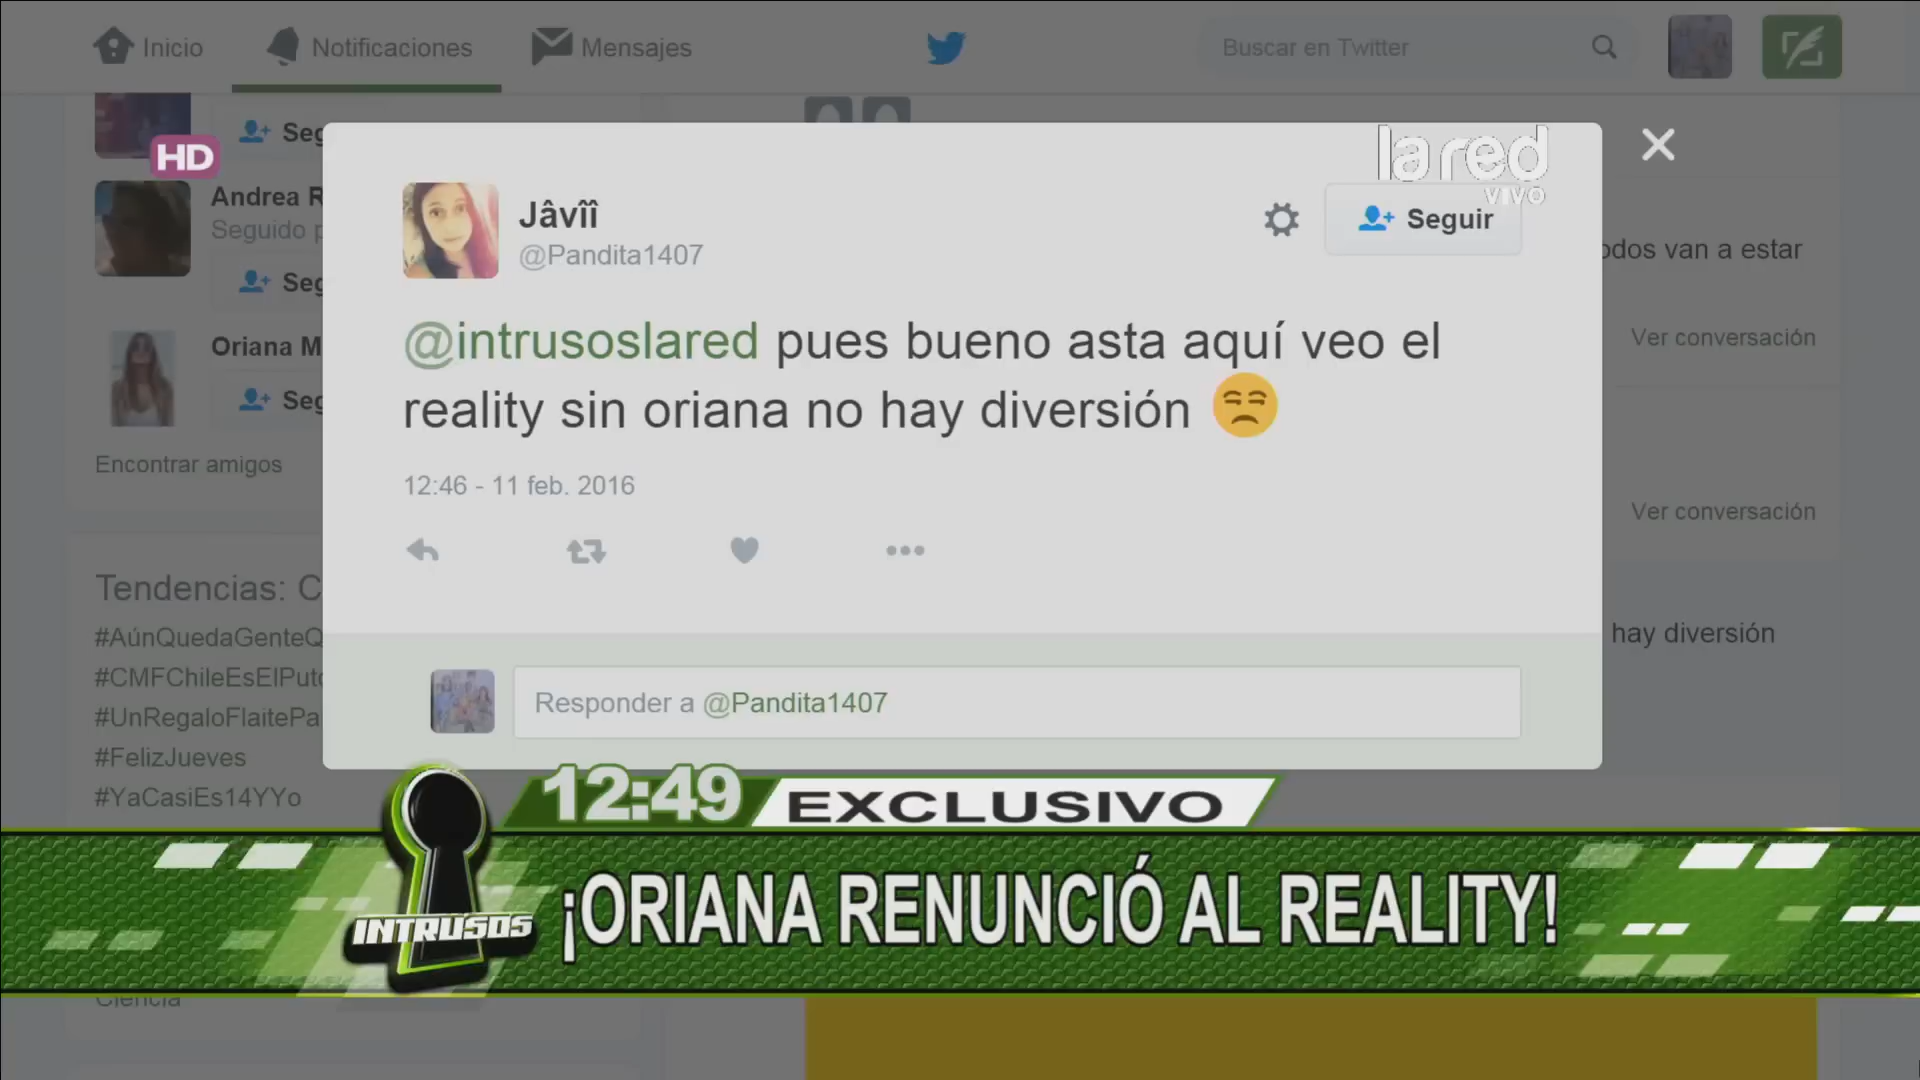 Inicio
Notificaciones
Mensajes
Buscar en Twitter
HD
la red
VIVO
Seg
Andrea R
Seguido p
Seg
Oriana M
Seg
Encontrar amigos
Tendencias: C
#AúnQuedaGenteQ
#CMFChileEsElPuto
#UnRegaloFlaitePa
#FelizJueves
#YaCasiEs14YYo
Ciencia
Jâvîî
@Pandita1407
Seguir
@intrusoslared pues bueno asta aquí veo el
reality sin oriana no hay diversión
12:46 - 11 feb. 2016
Responder a @Pandita1407
odos van a estar
Ver conversación
Ver conversación
hay diversión
12:49
EXCLUSIVO
INTRUSOS
¡ORIANA RENUNCIÓ AL REALITY!